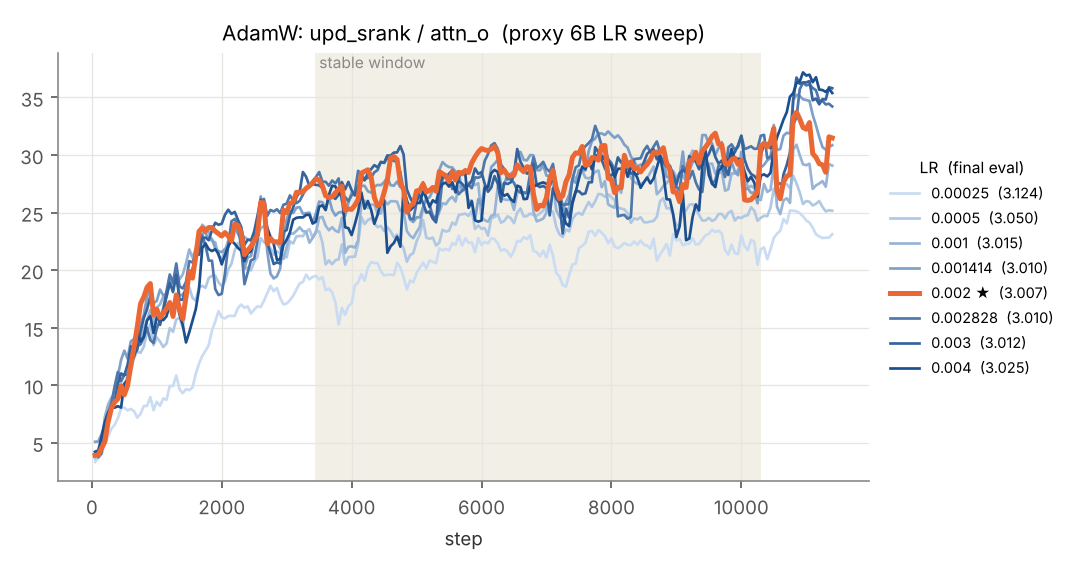 AdamW: upd_srank / attn_o  (proxy 6B LR sweep)
stable window
35
30
25
20
15
10
5
0 2000 4000 6000 8000 10000
step
LR  (final eval)
0.00025  (3.124)
0.0005  (3.050)
0.001  (3.015)
0.001414  (3.010)
0.002 ★  (3.007)
0.002828  (3.010)
0.003  (3.012)
0.004  (3.025)